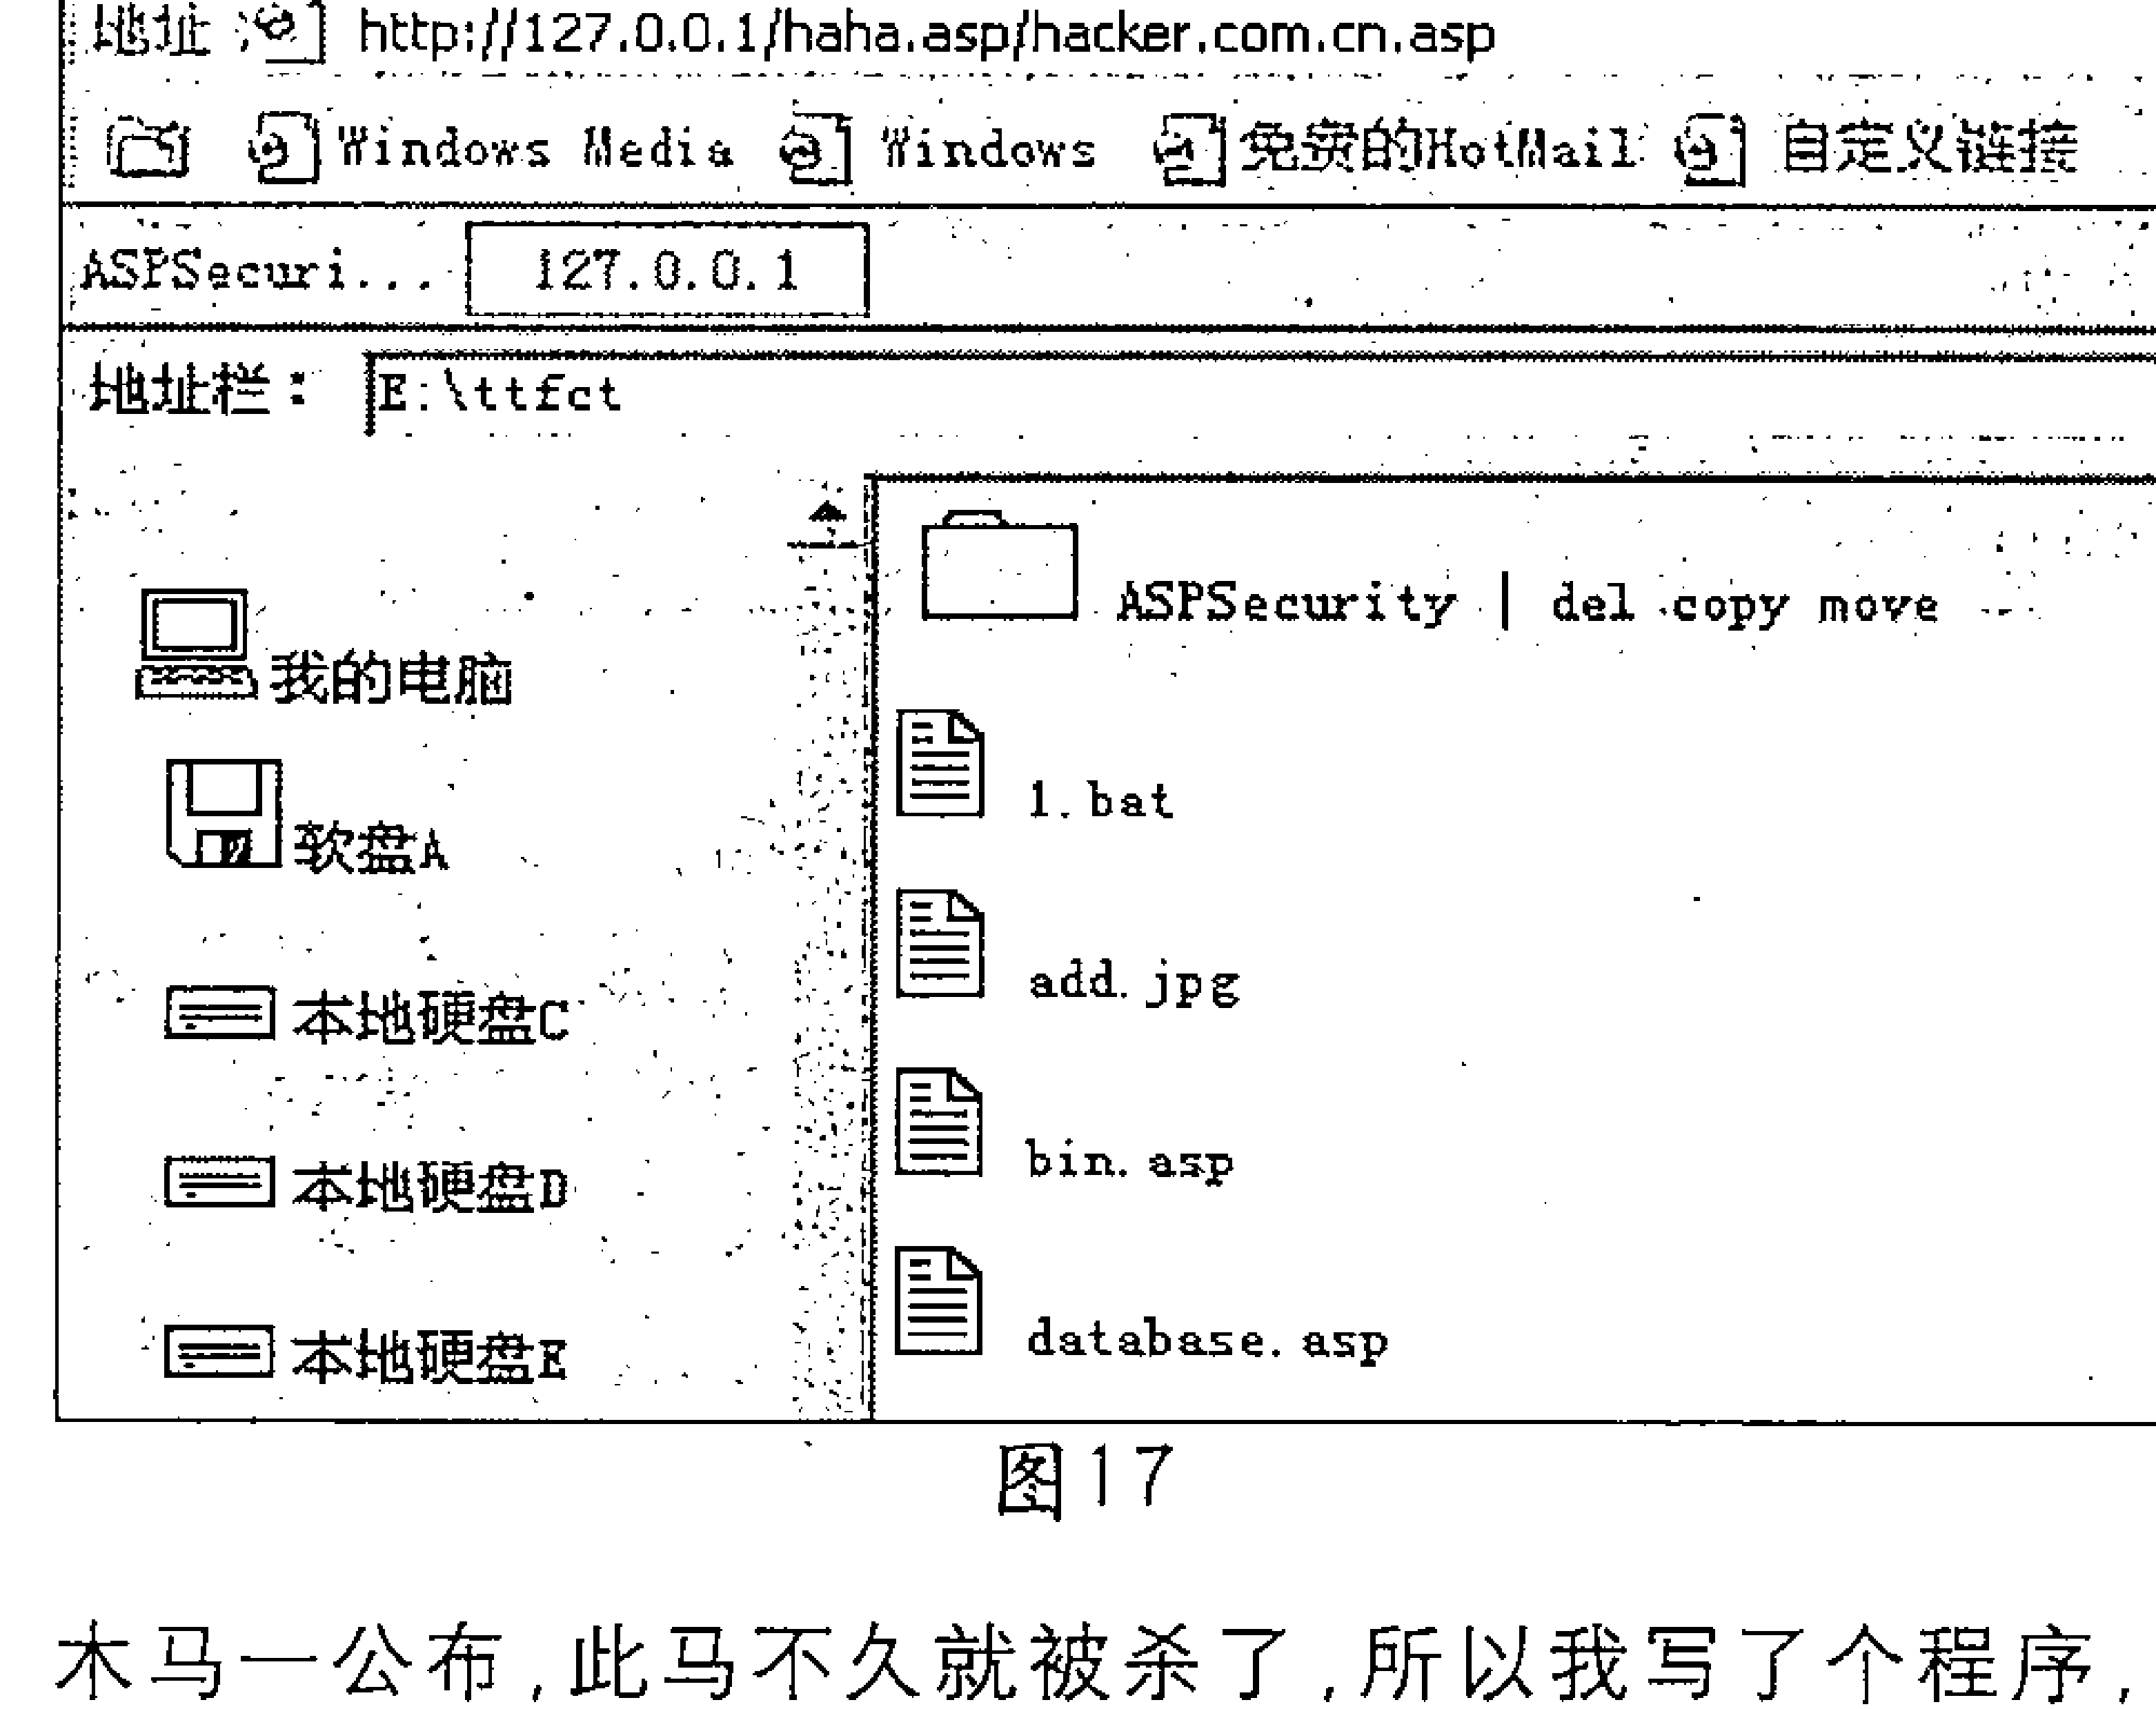 地址 http://127.0.0.1/haha.asp/hacker.com.cn.asp
Windows Media Windows 免费的HotMail 自定义链接
ASPSecuri... 127.0.0.1
地址栏： E:\ttfct
ASPSecurity | del copy move
我的电脑
1.bat
软盘A
add.jpg
本地硬盘C
bin.asp
本地硬盘D
database.asp
本地硬盘E
图17
木马一公布,此马不久就被杀了,所以我写了个程序,